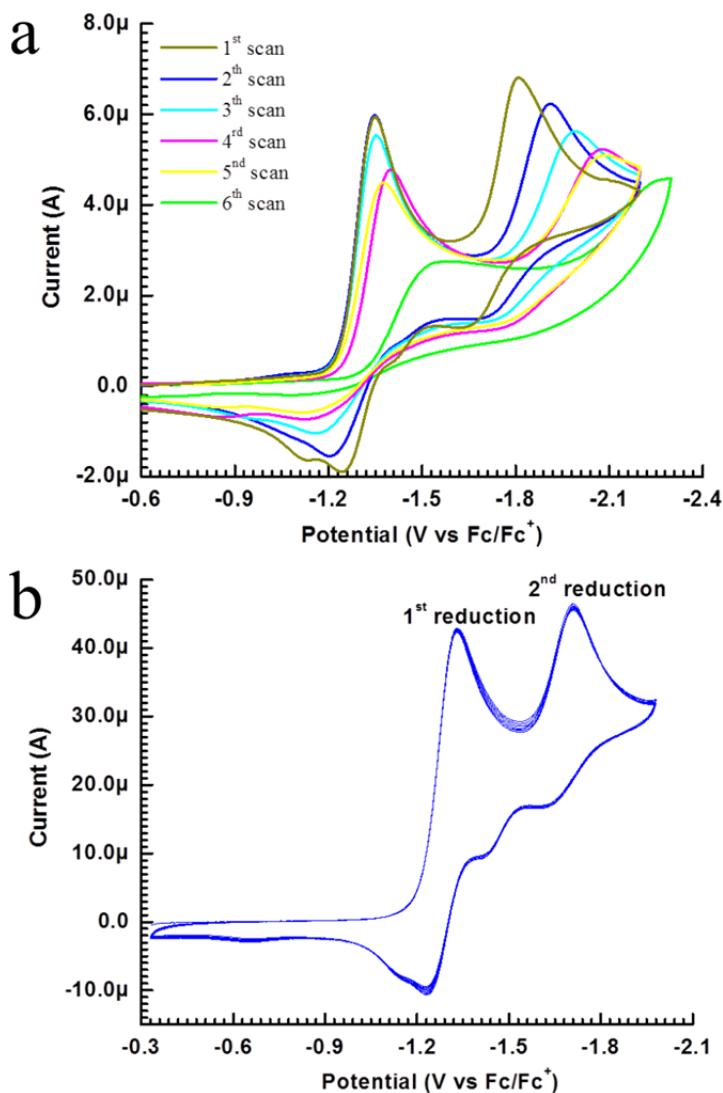 a
8.0μ
6.0μ
4.0μ
2.0μ
0.0
-2.0μ
Current (A)
1st scan
2th scan
3th scan
4rd scan
5nd scan
6th scan
-0.6 -0.9 -1.2 -1.5 -1.8 -2.1 -2.4
Potential (V vs Fc/Fc+)
b
50.0μ
40.0μ
30.0μ
20.0μ
10.0μ
0.0
-10.0μ
Current (A)
1st reduction
2nd reduction
-0.3 -0.6 -0.9 -1.2 -1.5 -1.8 -2.1
Potential (V vs Fc/Fc+)